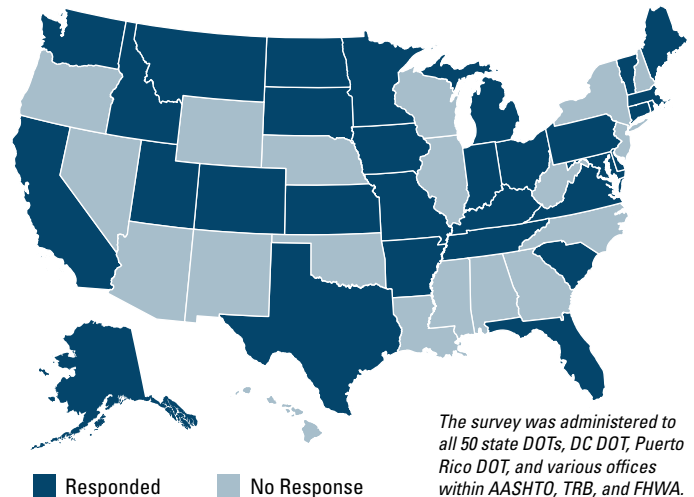 The survey was administered to
all 50 state DOTs, DC DOT, Puerto
Rico DOT, and various offices
within AASHTO, TRB, and FHWA.
Responded
No Response